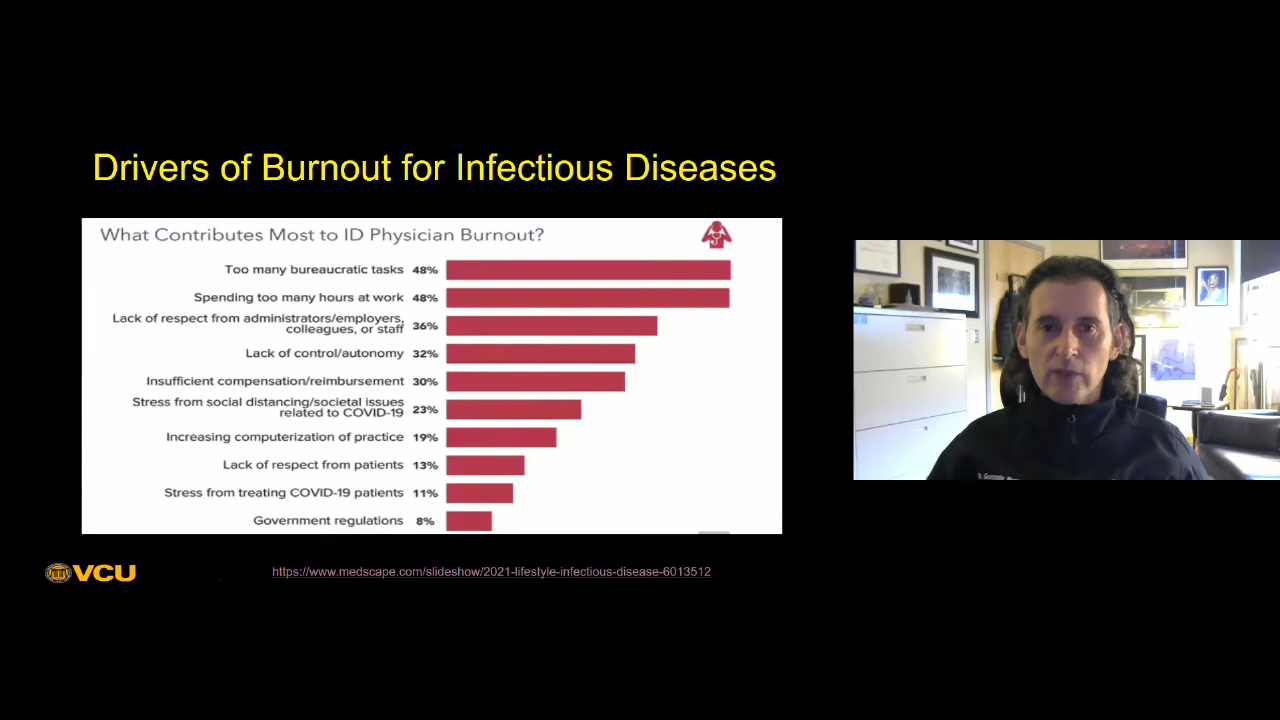 Drivers of Burnout for Infectious Diseases
What Contributes Most to ID Physician Burnout?
Too many bureaucratic tasks 48%
Spending too many hours at work 48%
Lack of respect from administrators/employers,
colleagues, or staff 36%
Lack of control/autonomy 32%
Insufficient compensation/reimbursement 30%
Stress from social distancing/societal issues
related to COVID-19 23%
Increasing computerization of practice 19%
Lack of respect from patients 13%
Stress from treating COVID-19 patients 11%
Government regulations 8%
VCU
https://www.medscape.com/slideshow/2021-lifestyle-infectious-disease-6013512